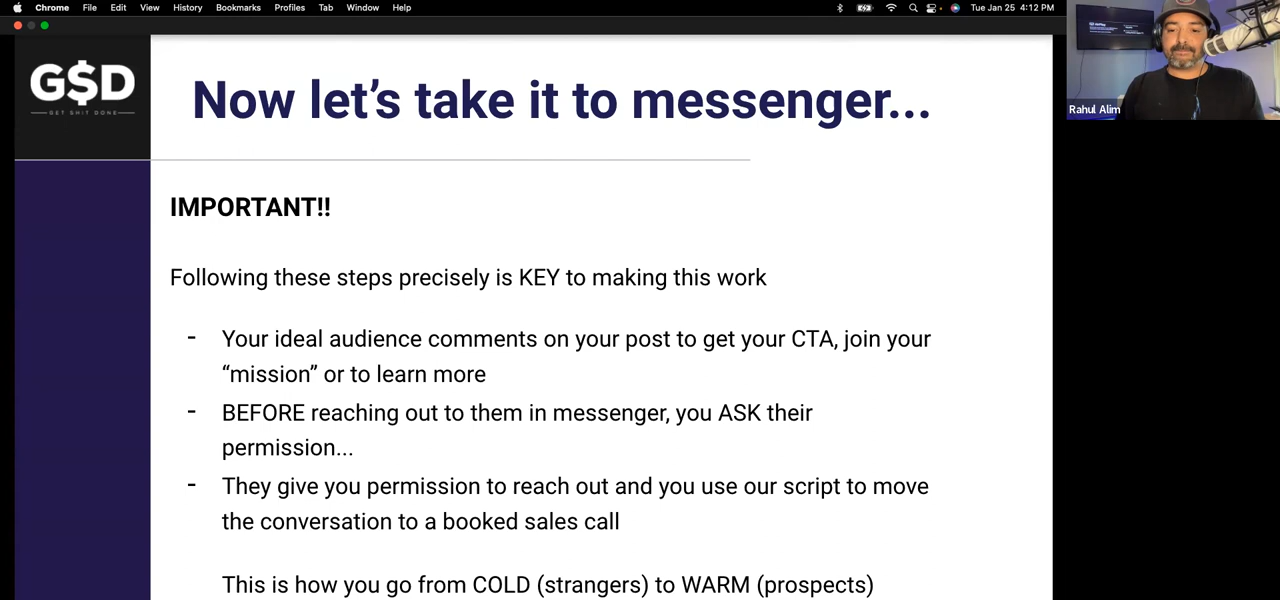 Chrome File Edit View History Bookmarks Profiles Tab Window Help Tue Jan 25 4:12 PM
G$D
GET SHIT DONE
Now let's take it to messenger...
Rahul Alim
IMPORTANT!!
Following these steps precisely is KEY to making this work
- Your ideal audience comments on your post to get your CTA, join your
“mission” or to learn more
- BEFORE reaching out to them in messenger, you ASK their
permission...
- They give you permission to reach out and you use our script to move
the conversation to a booked sales call
This is how you go from COLD (strangers) to WARM (prospects)